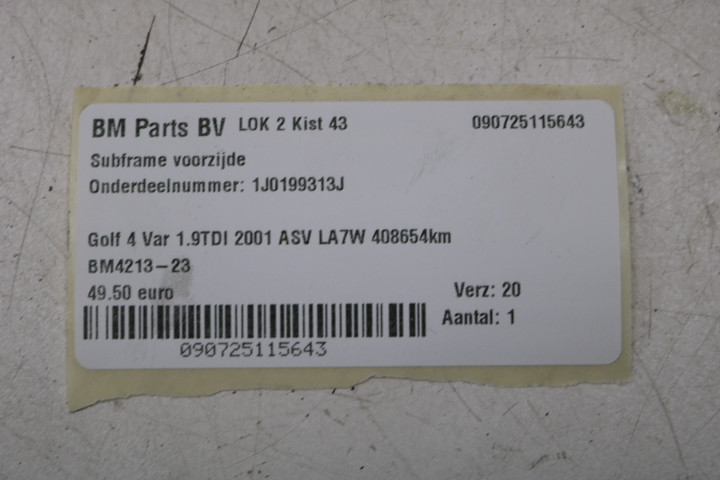 BM Parts BV LOK 2 Kist 43 090725115643
Subframe voorzijde
Onderdeelnummer: 1J0199313J
Golf 4 Var 1.9TDI 2001 ASV LA7W 408654km
BM4213-23
49.50 euro Verz: 20
Aantal: 1
090725115643